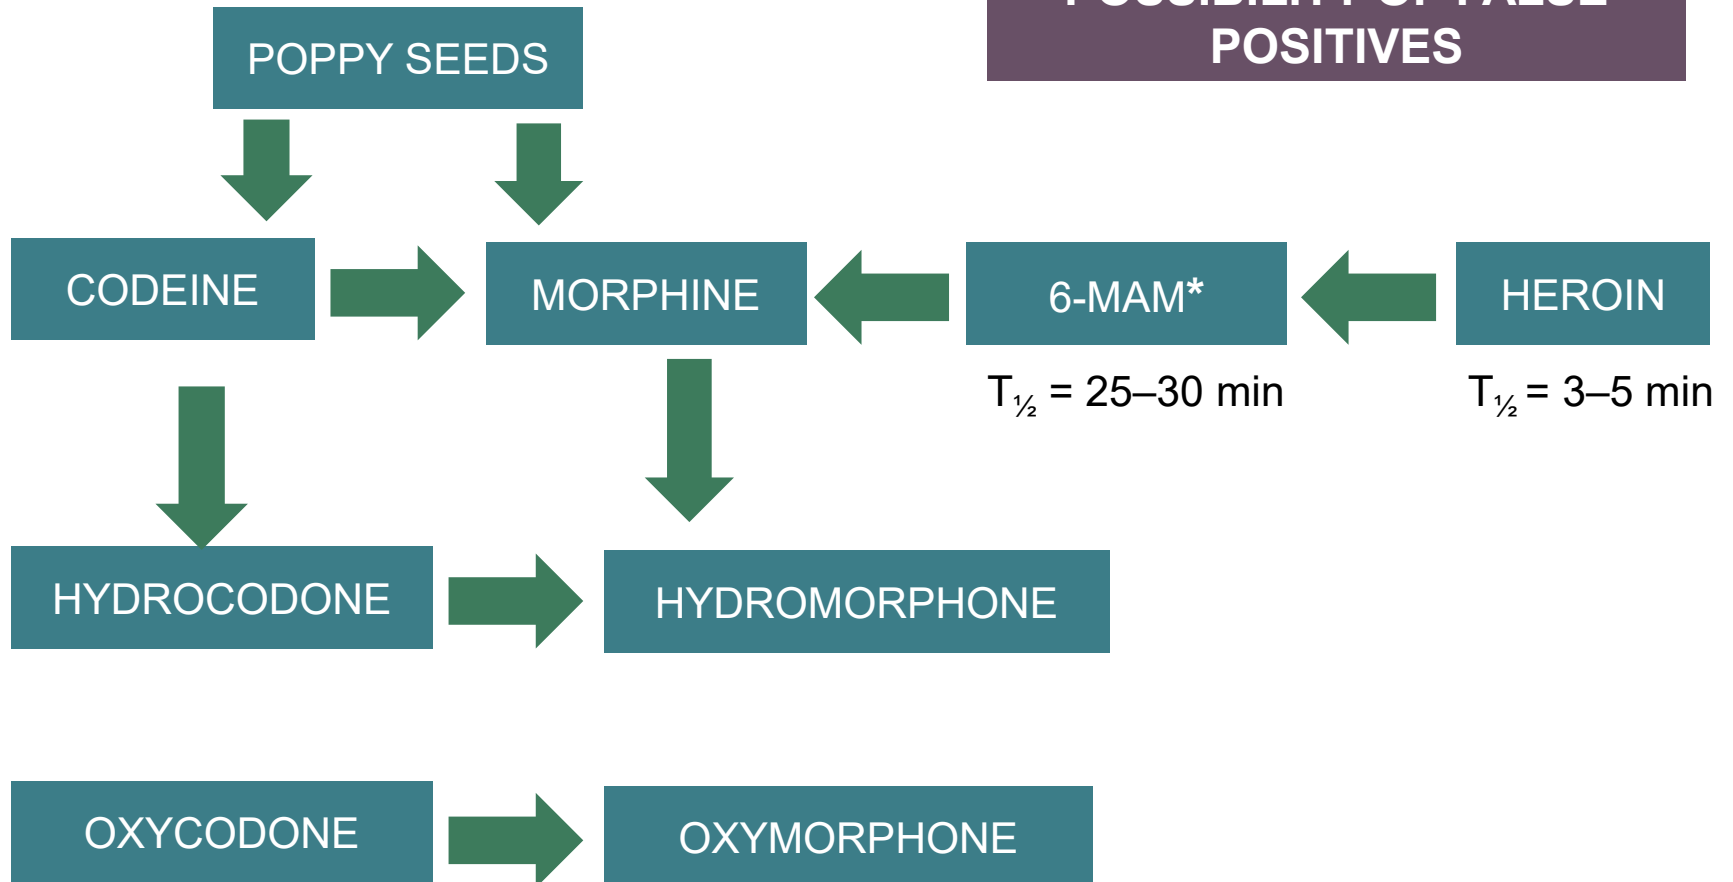 POSITIVES
POPPY SEEDS
CODEINE
MORPHINE
6-MAM*
HEROIN
T½ = 25–30 min
T½ = 3–5 min
HYDROCODONE
HYDROMORPHONE
OXYCODONE
OXYMORPHONE